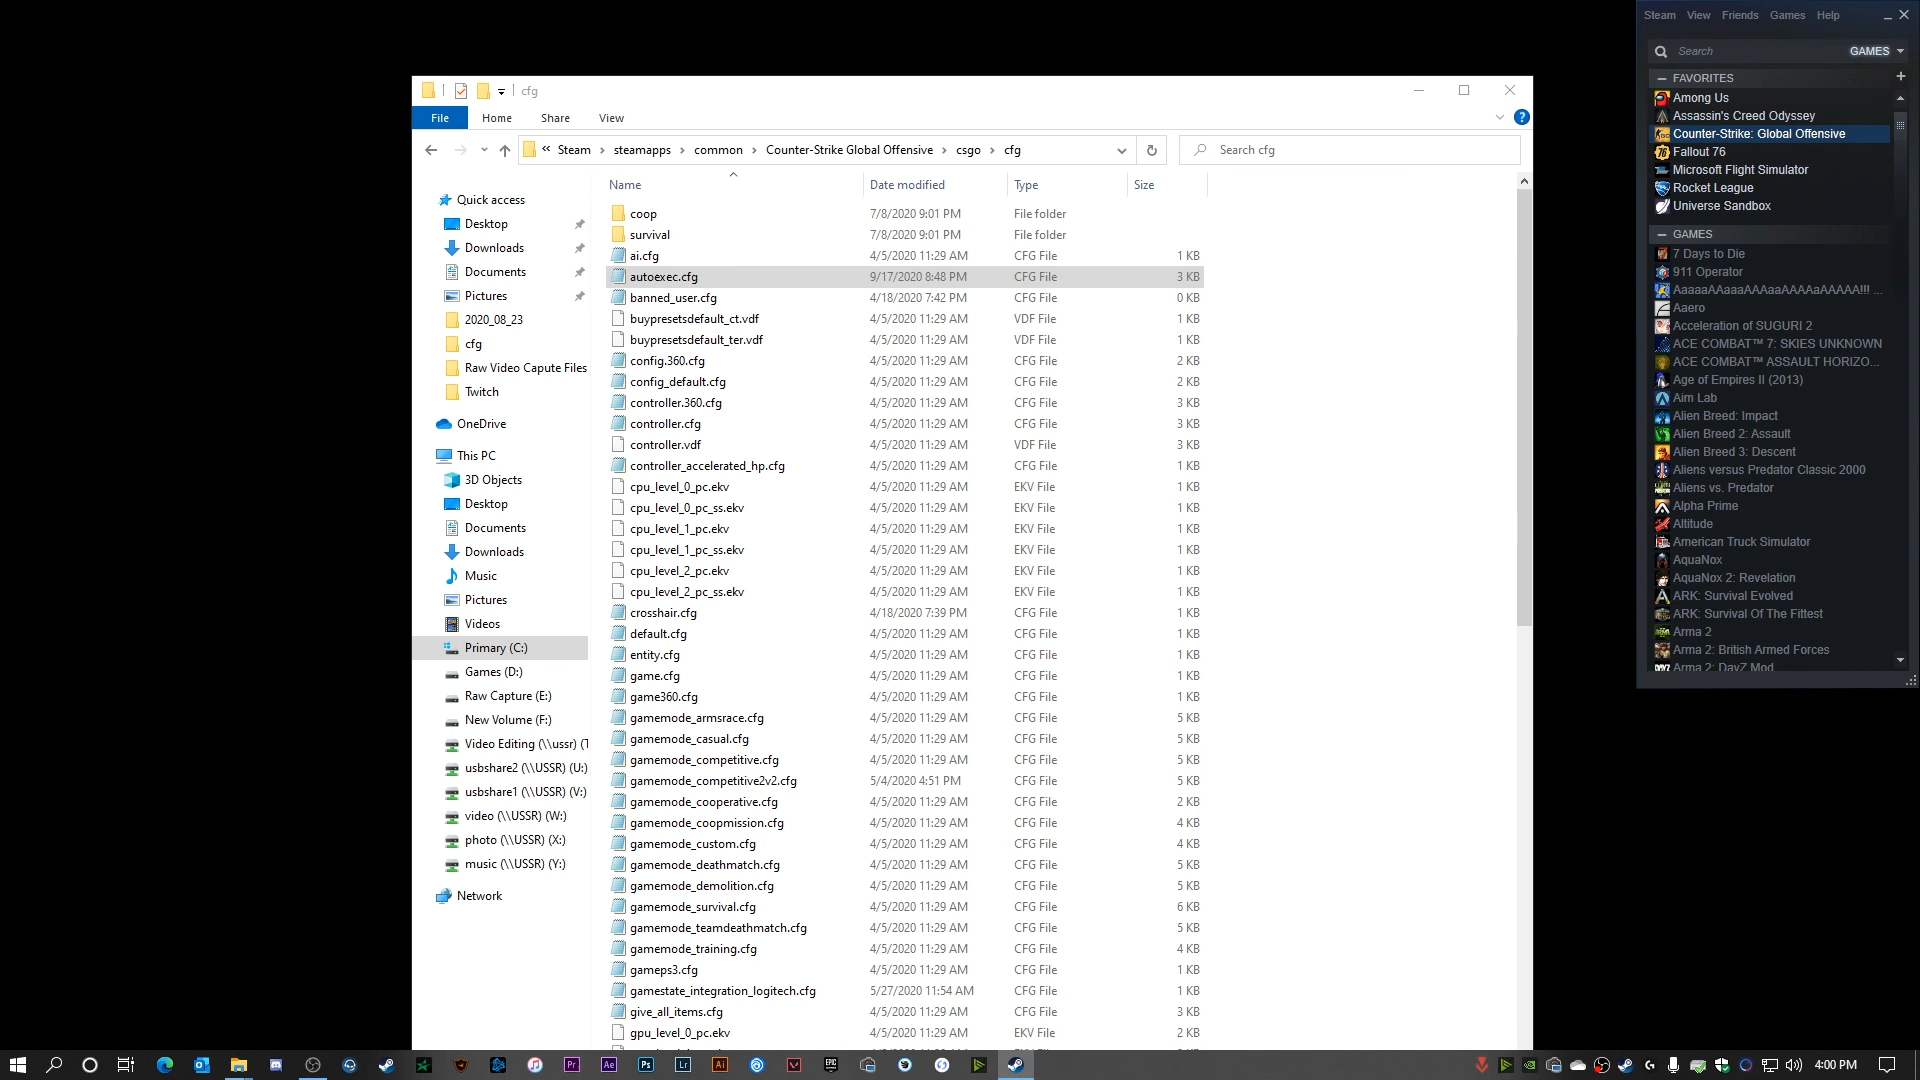 cfg
File Home Share View
« Steam › steamapps › common › Counter-Strike Global Offensive › csgo › cfg
Search cfg
Name Date modified Type Size
Quick access
Desktop
Downloads
Documents
Pictures
2020_08_23
cfg
Raw Video Capute Files
Twitch
OneDrive
This PC
3D Objects
Desktop
Documents
Downloads
Music
Pictures
Videos
Primary (C:)
Games (D:)
Raw Capture (E:)
New Volume (F:)
Video Editing (\\ussr) (T
usbshare2 (\\USSR) (U:)
usbshare1 (\\USSR) (V:)
video (\\USSR) (W:)
photo (\\USSR) (X:)
music (\\USSR) (Y:)
Network
coop 7/8/2020 9:01 PM File folder
survival 7/8/2020 9:01 PM File folder
ai.cfg 4/5/2020 11:29 AM CFG File 1 KB
autoexec.cfg 9/17/2020 8:48 PM CFG File 3 KB
banned_user.cfg 4/18/2020 7:42 PM CFG File 0 KB
buypresetsdefault_ct.vdf 4/5/2020 11:29 AM VDF File 1 KB
buypresetsdefault_ter.vdf 4/5/2020 11:29 AM VDF File 1 KB
config.360.cfg 4/5/2020 11:29 AM CFG File 2 KB
config_default.cfg 4/5/2020 11:29 AM CFG File 2 KB
controller.360.cfg 4/5/2020 11:29 AM CFG File 3 KB
controller.cfg 4/5/2020 11:29 AM CFG File 3 KB
controller.vdf 4/5/2020 11:29 AM VDF File 3 KB
controller_accelerated_hp.cfg 4/5/2020 11:29 AM CFG File 1 KB
cpu_level_0_pc.ekv 4/5/2020 11:29 AM EKV File 1 KB
cpu_level_0_pc_ss.ekv 4/5/2020 11:29 AM EKV File 1 KB
cpu_level_1_pc.ekv 4/5/2020 11:29 AM EKV File 1 KB
cpu_level_1_pc_ss.ekv 4/5/2020 11:29 AM EKV File 1 KB
cpu_level_2_pc.ekv 4/5/2020 11:29 AM EKV File 1 KB
cpu_level_2_pc_ss.ekv 4/5/2020 11:29 AM EKV File 1 KB
crosshair.cfg 4/18/2020 7:39 PM CFG File 1 KB
default.cfg 4/5/2020 11:29 AM CFG File 1 KB
entity.cfg 4/5/2020 11:29 AM CFG File 1 KB
game.cfg 4/5/2020 11:29 AM CFG File 1 KB
game360.cfg 4/5/2020 11:29 AM CFG File 1 KB
gamemode_armsrace.cfg 4/5/2020 11:29 AM CFG File 5 KB
gamemode_casual.cfg 4/5/2020 11:29 AM CFG File 5 KB
gamemode_competitive.cfg 4/5/2020 11:29 AM CFG File 5 KB
gamemode_competitive2v2.cfg 5/4/2020 4:51 PM CFG File 5 KB
gamemode_cooperative.cfg 4/5/2020 11:29 AM CFG File 2 KB
gamemode_coopmission.cfg 4/5/2020 11:29 AM CFG File 4 KB
gamemode_custom.cfg 4/5/2020 11:29 AM CFG File 4 KB
gamemode_deathmatch.cfg 4/5/2020 11:29 AM CFG File 5 KB
gamemode_demolition.cfg 4/5/2020 11:29 AM CFG File 5 KB
gamemode_survival.cfg 4/5/2020 11:29 AM CFG File 6 KB
gamemode_teamdeathmatch.cfg 4/5/2020 11:29 AM CFG File 5 KB
gamemode_training.cfg 4/5/2020 11:29 AM CFG File 4 KB
gameps3.cfg 4/5/2020 11:29 AM CFG File 1 KB
gamestate_integration_logitech.cfg 5/27/2020 11:54 AM CFG File 1 KB
give_all_items.cfg 4/5/2020 11:29 AM CFG File 3 KB
gpu_level_0_pc.ekv 4/5/2020 11:29 AM EKV File 2 KB
Steam View Friends Games Help
Search GAMES
FAVORITES
Among Us
Assassin's Creed Odyssey
Counter-Strike: Global Offensive
Fallout 76
Microsoft Flight Simulator
Rocket League
Universe Sandbox
GAMES
7 Days to Die
911 Operator
AaaaaAAaaaAAAaaAAAAaAAAAA!!! ...
Aaero
Acceleration of SUGURI 2
ACE COMBAT™ 7: SKIES UNKNOWN
ACE COMBAT™ ASSAULT HORIZO...
Age of Empires II (2013)
Aim Lab
Alien Breed: Impact
Alien Breed 2: Assault
Alien Breed 3: Descent
Aliens versus Predator Classic 2000
Aliens vs. Predator
Alpha Prime
Altitude
American Truck Simulator
AquaNox
AquaNox 2: Revelation
ARK: Survival Evolved
ARK: Survival Of The Fittest
Arma 2
Arma 2: British Armed Forces
Arma 2: DayZ Mod
Pr Ae Ps Lr Ai EPIC
4:00 PM